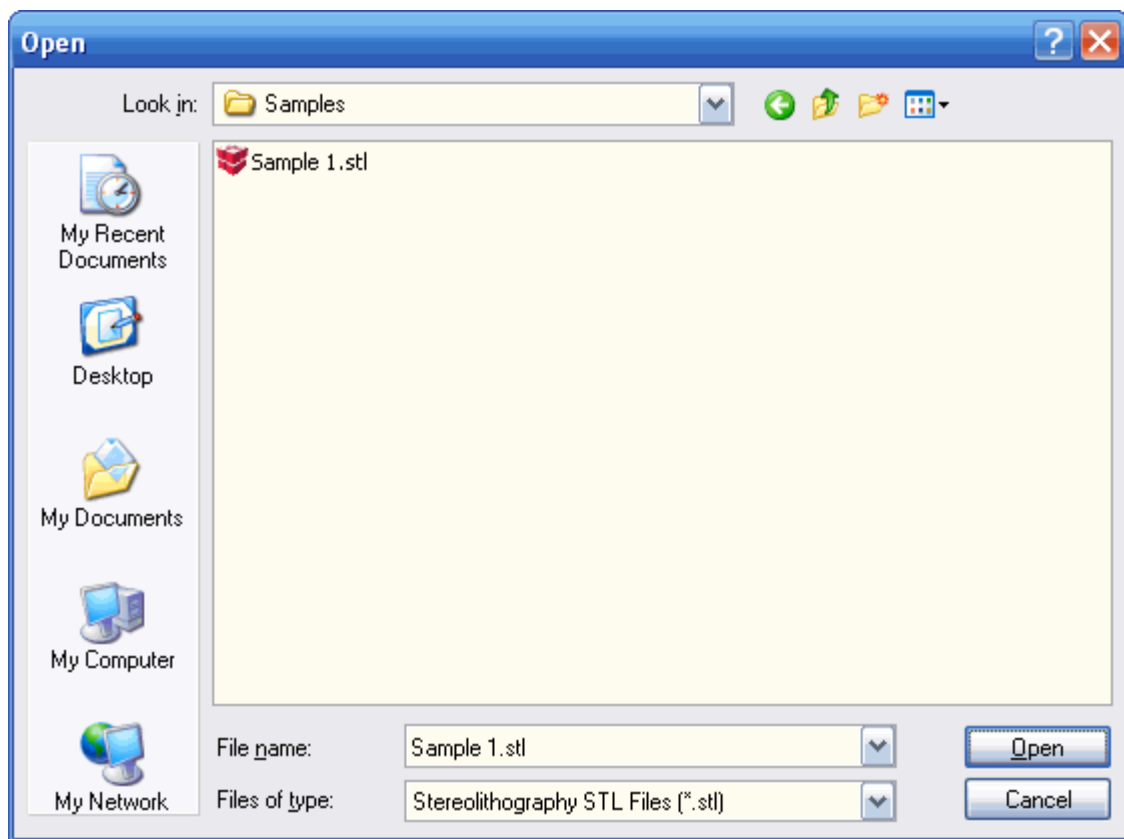 Open
Look in: Samples
Sample 1.stl
My Recent
Documents
Desktop
My Documents
My Computer
My Network
File name: Sample 1.stl Open
Files of type: Stereolithography STL Files (*.stl) Cancel